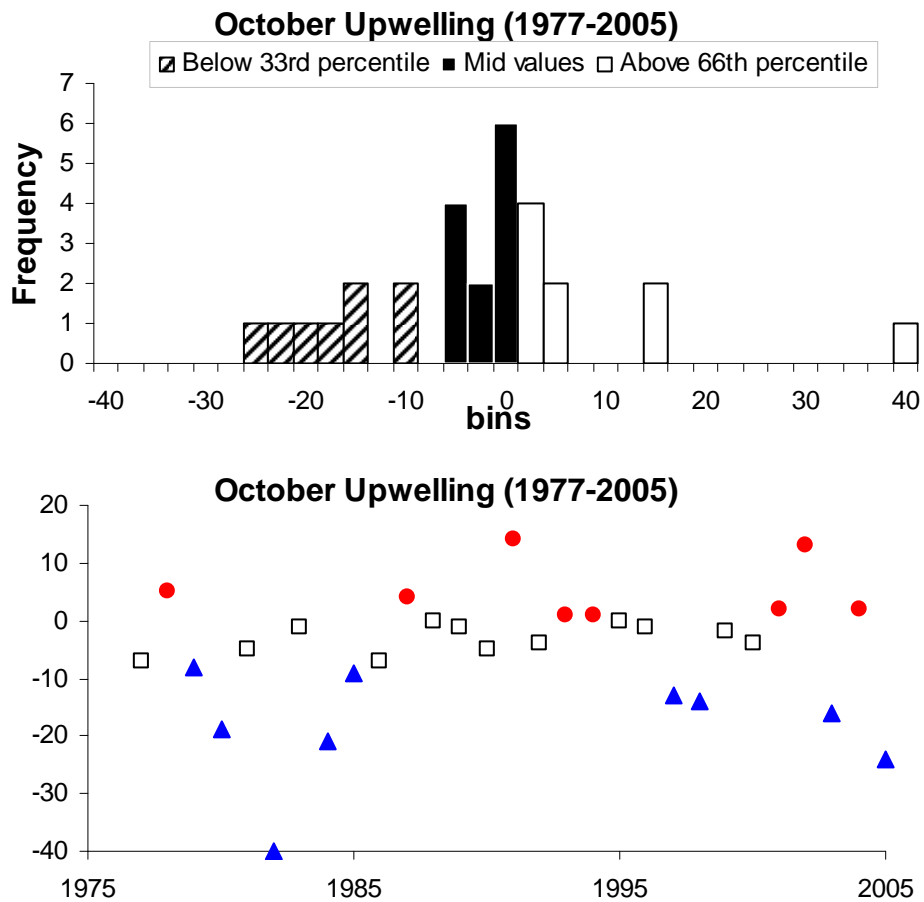 October Upwelling (1977-2005)
Below 33rd percentile Mid values Above 66th percentile
7
6
5
4
3
2
1
0
Frequency
-40 -30 -20 -10 0 10 20 30 40
bins
October Upwelling (1977-2005)
20
10
0
-10
-20
-30
-40
1975 1985 1995 2005